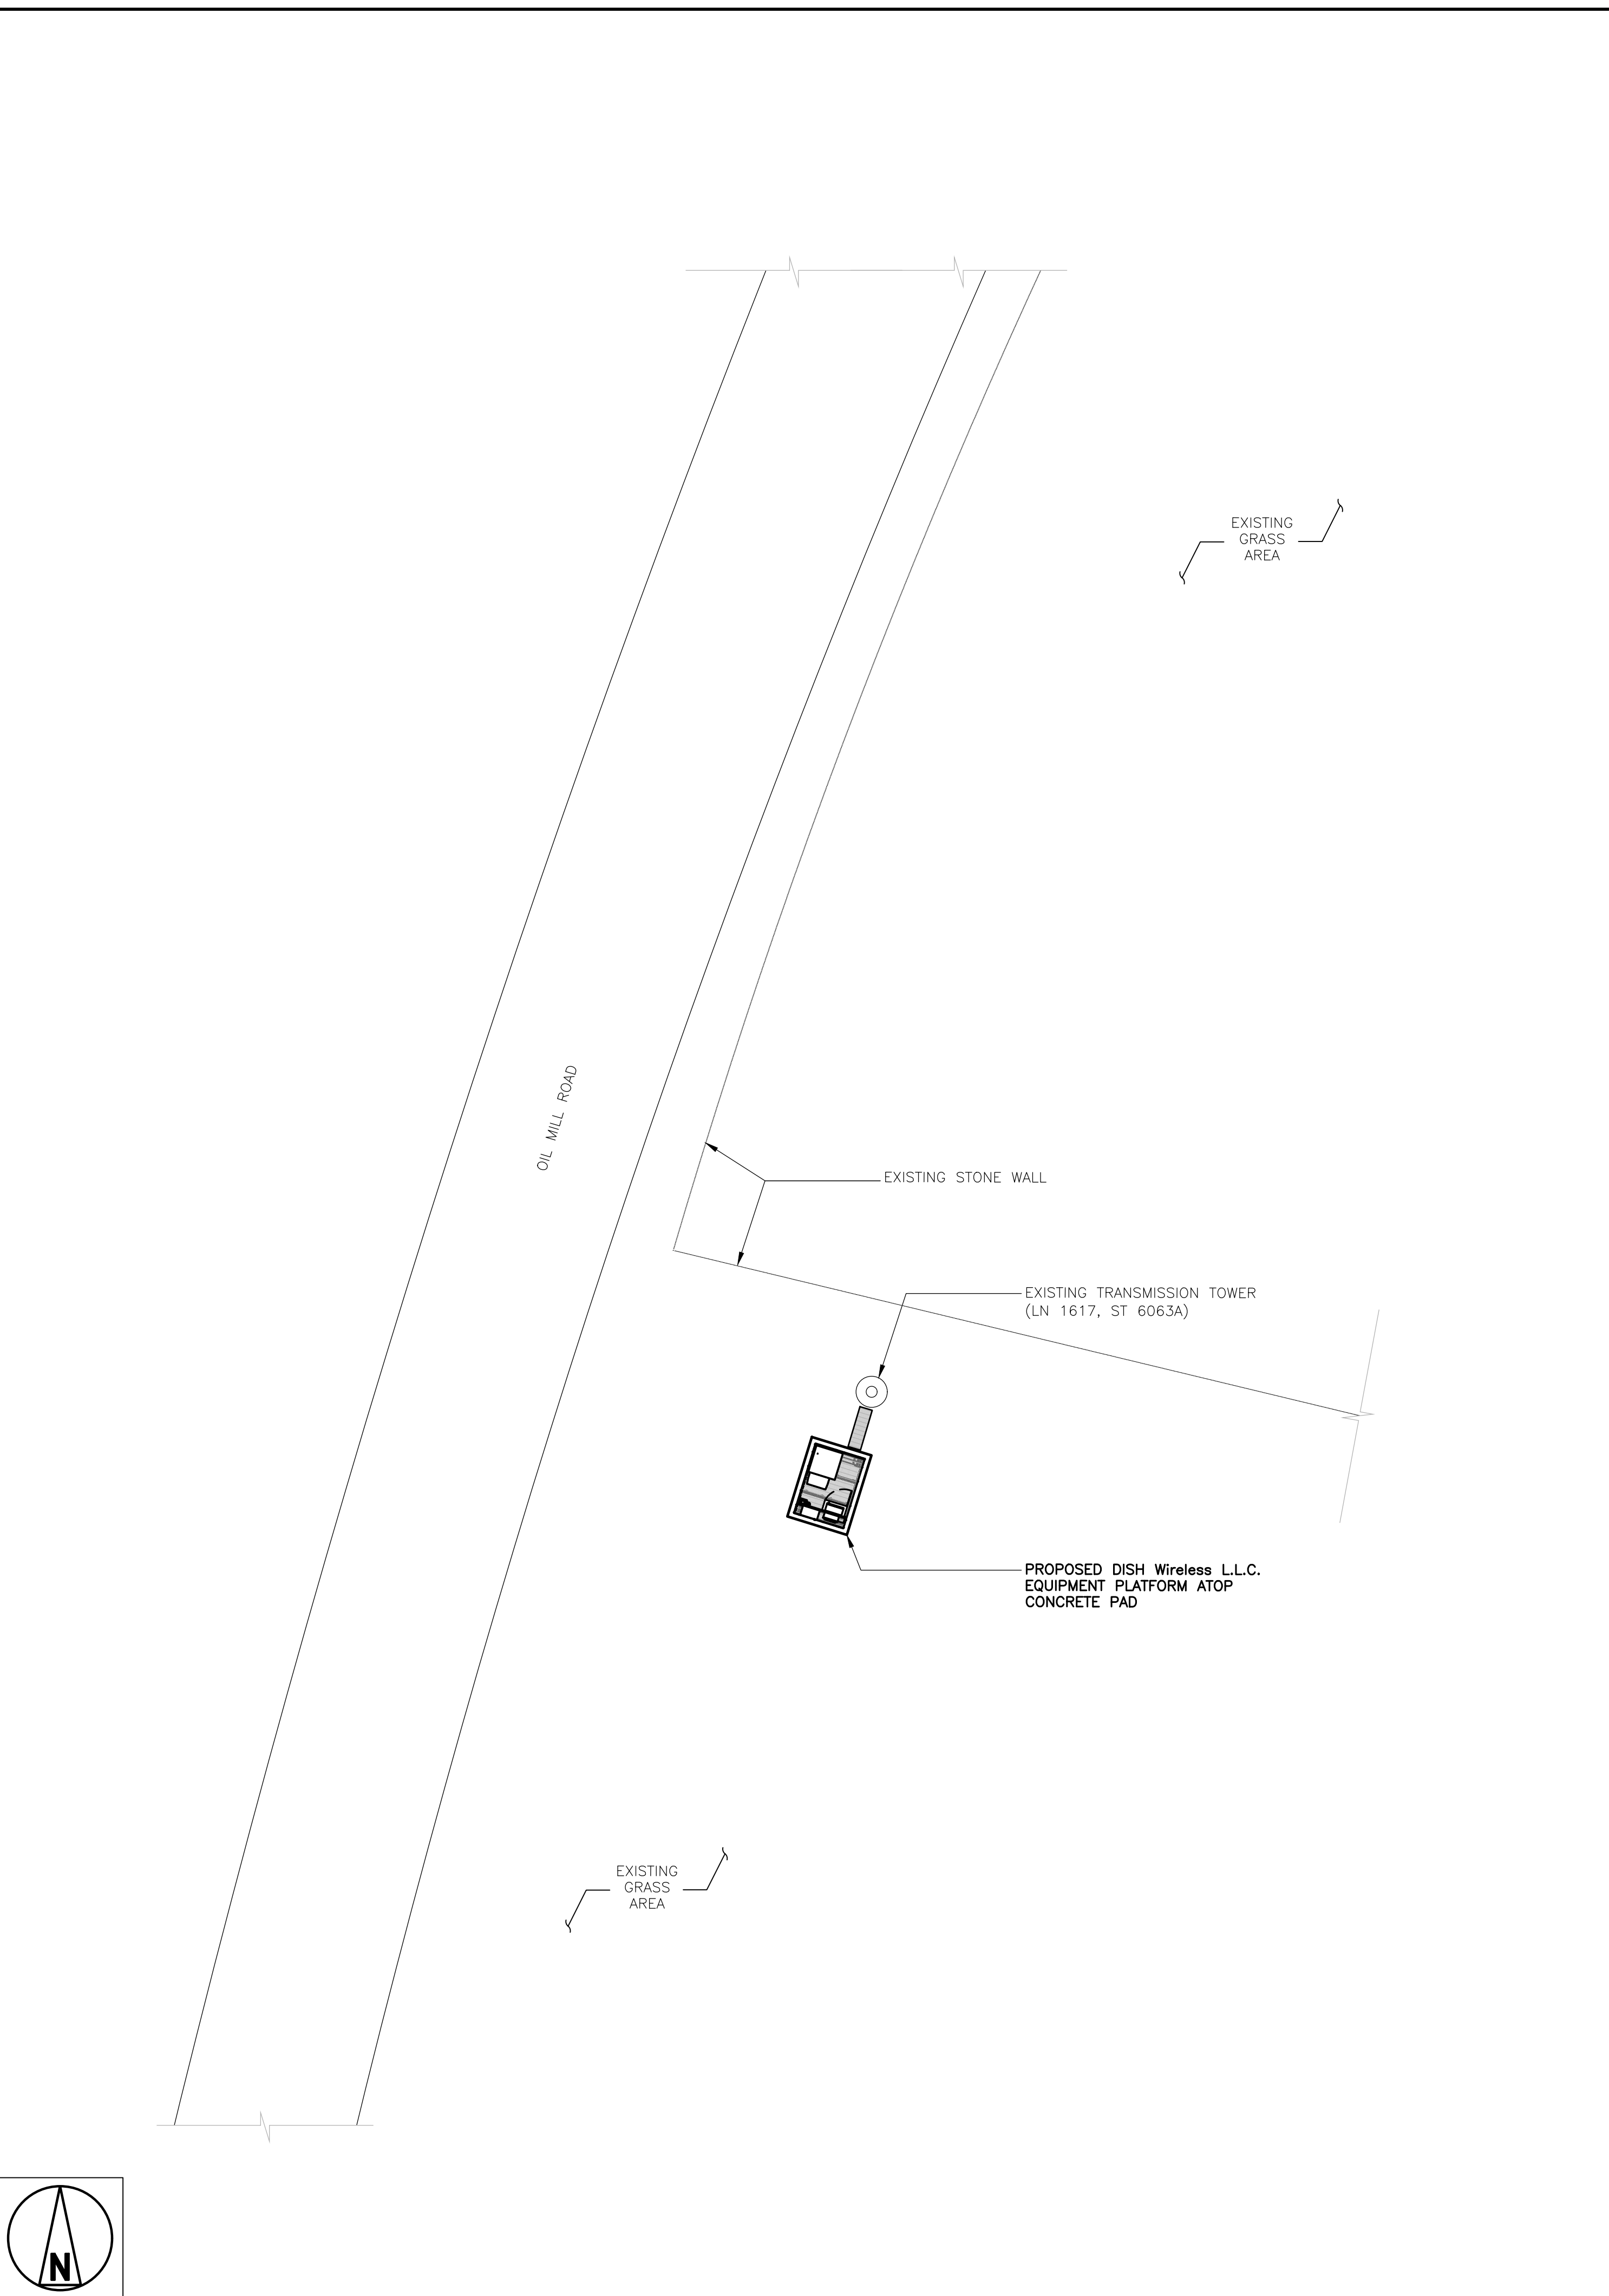 EXISTING
GRASS
AREA
OIL MILL ROAD
EXISTING STONE WALL
EXISTING TRANSMISSION TOWER
(LN 1617, ST 6063A)
PROPOSED DISH Wireless L.L.C.
EQUIPMENT PLATFORM ATOP
CONCRETE PAD
EXISTING
GRASS
AREA
N